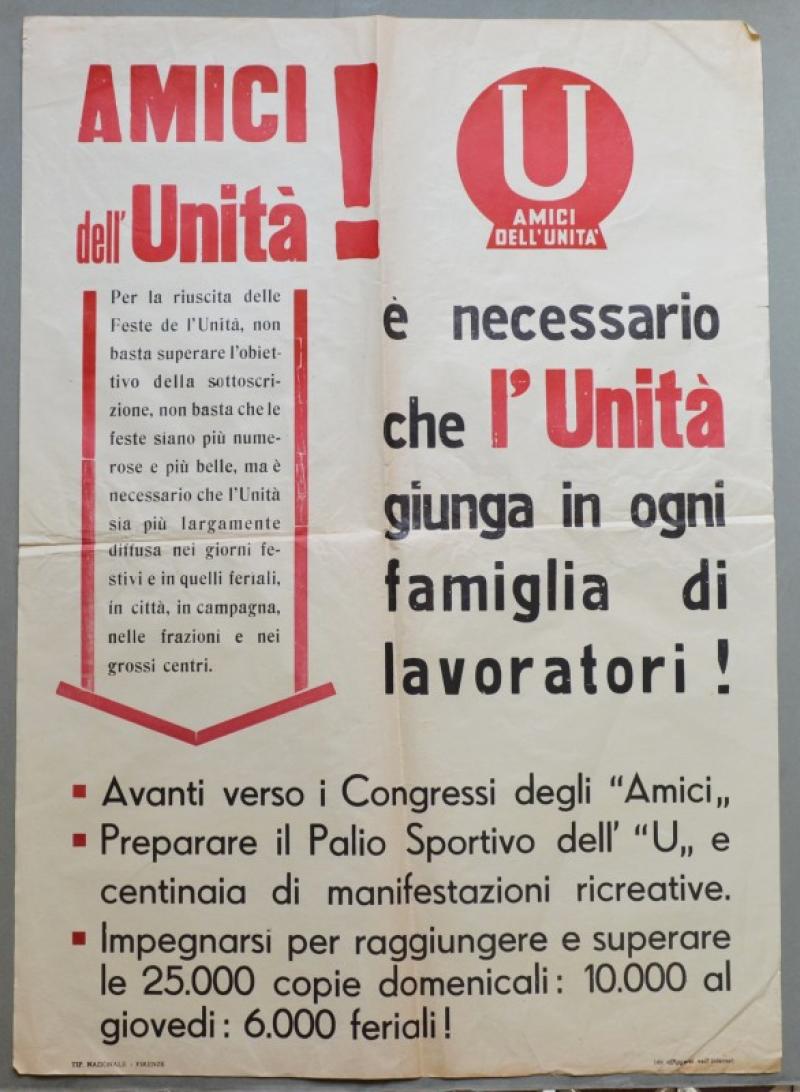 AMICI !
dell' Unità
U
AMICI
DELL'UNITA'
Per la riuscita delle
Feste de l'Unità, non
basta superare l'obiet-
tivo della sottoscri-
zione, non basta che le
feste siano più nume-
rose e più belle, ma è
necessario che l'Unità
sia più largamente
diffusa nei giorni fe-
stivi e in quelli feriali,
in città, in campagna,
nelle frazioni e nei
grossi centri.
è necessario
che l'Unità
giunga in ogni
famiglia di
lavoratori !
Avanti verso i Congressi degli “Amici„
Preparare il Palio Sportivo dell' “U„ e
centinaia di manifestazioni ricreative.
Impegnarsi per raggiungere e superare
le 25.000 copie domenicali : 10.000 al
giovedi : 6.000 feriali !
TIP. NAZIONALE - FIRENZE